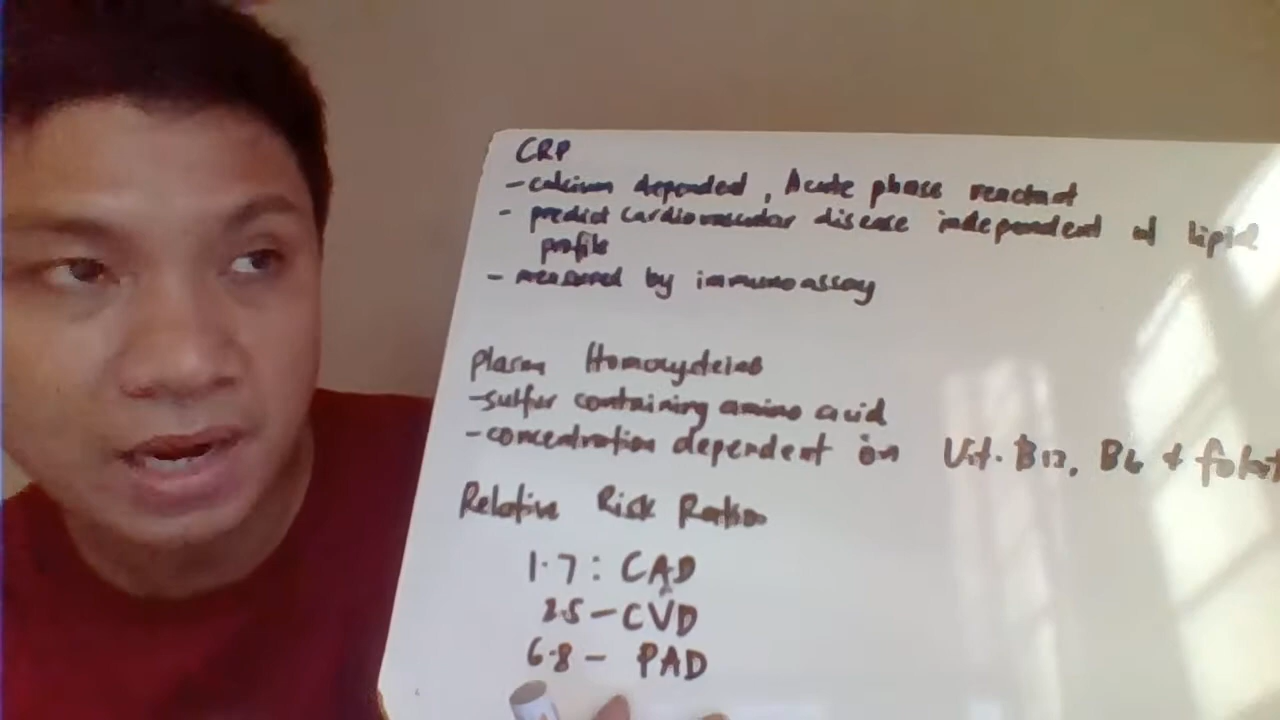 CRP
- calcium depended, Acute phase reactant
- predict cardiovascular disease independent of lipid
profile
- measured by immunoassay
plasma Homocysteine
- sulfur containing amino acid
- concentration dependent on Vit. B12, B6 + folat
Relative Risk Ratio
1.7 : CAD
2.5 - CVD
6.8 - PAD